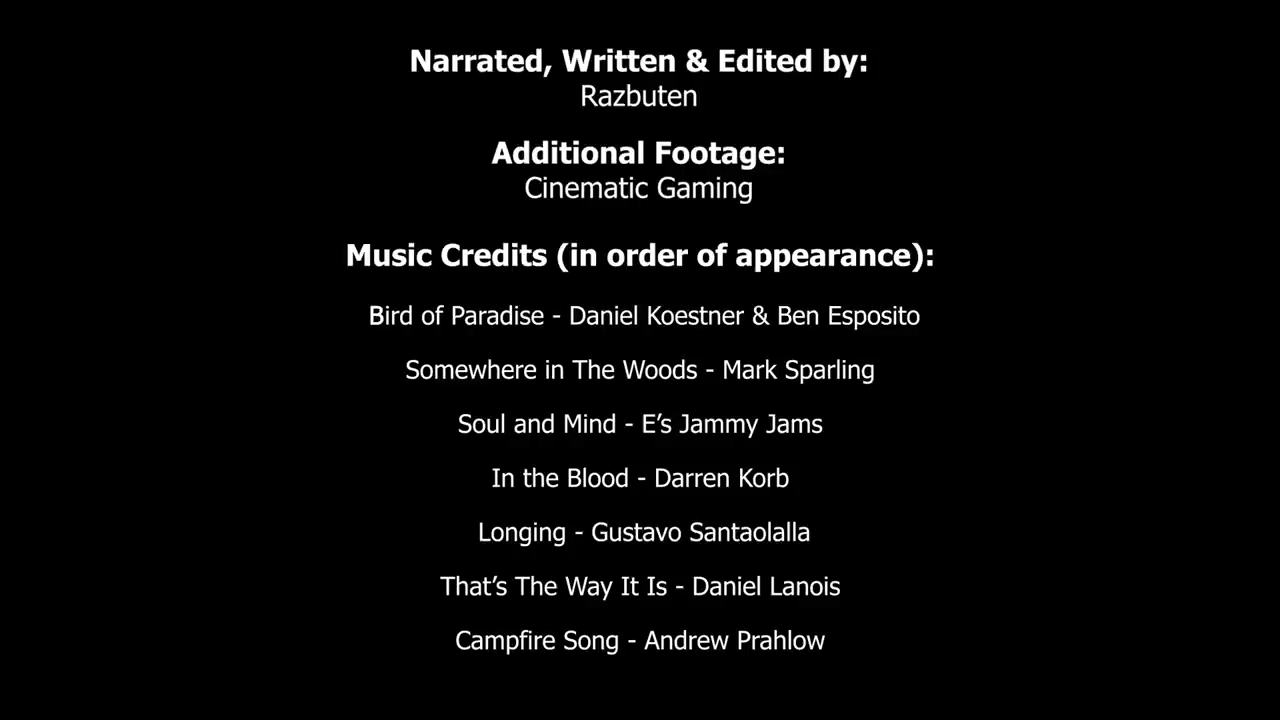 Narrated, Written & Edited by:
Razbuten
Additional Footage:
Cinematic Gaming
Music Credits (in order of appearance):
Bird of Paradise - Daniel Koestner & Ben Esposito
Somewhere in The Woods - Mark Sparling
Soul and Mind - E’s Jammy Jams
In the Blood - Darren Korb
Longing - Gustavo Santaolalla
That’s The Way It Is - Daniel Lanois
Campfire Song - Andrew Prahlow